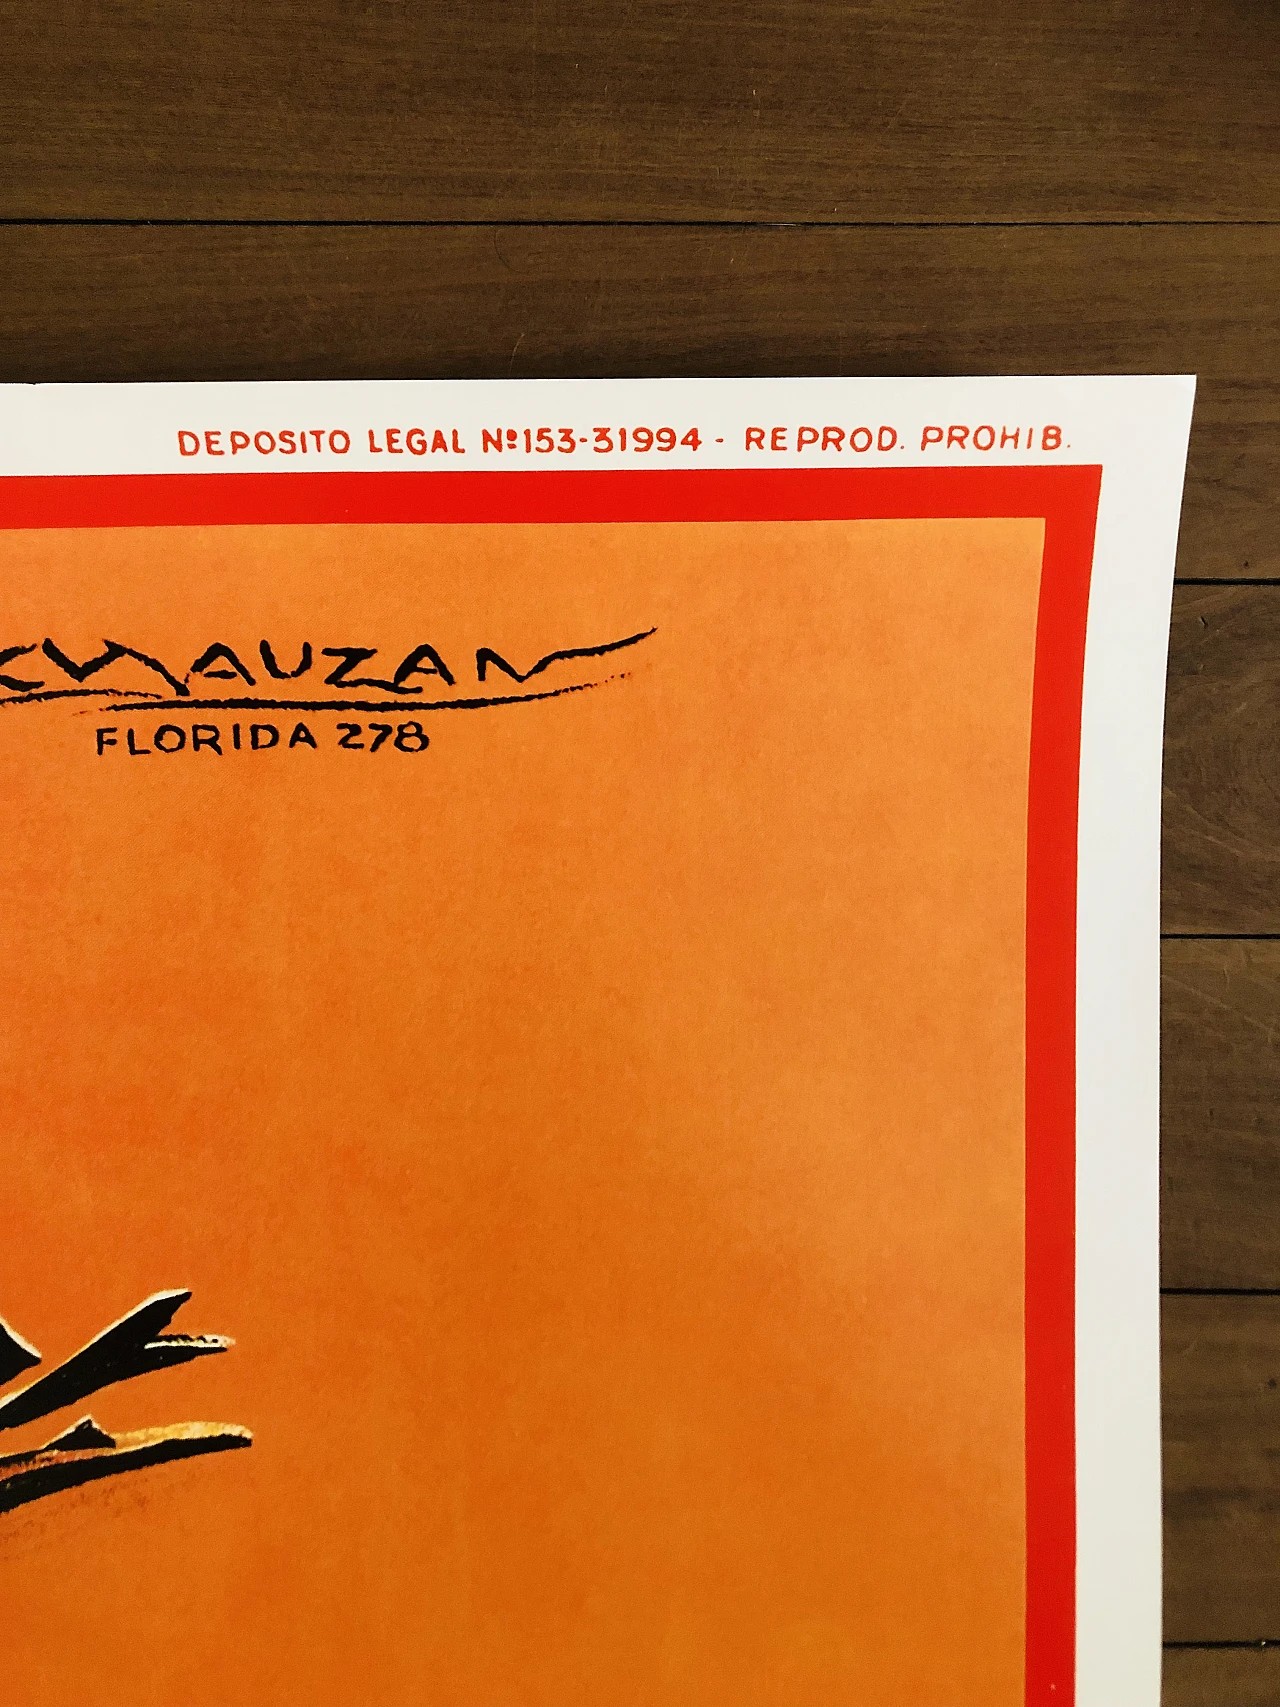 DEPOSITO LEGAL Nº153-31994 - REPROD. PROHIB.
MAUZAN
FLORIDA 278